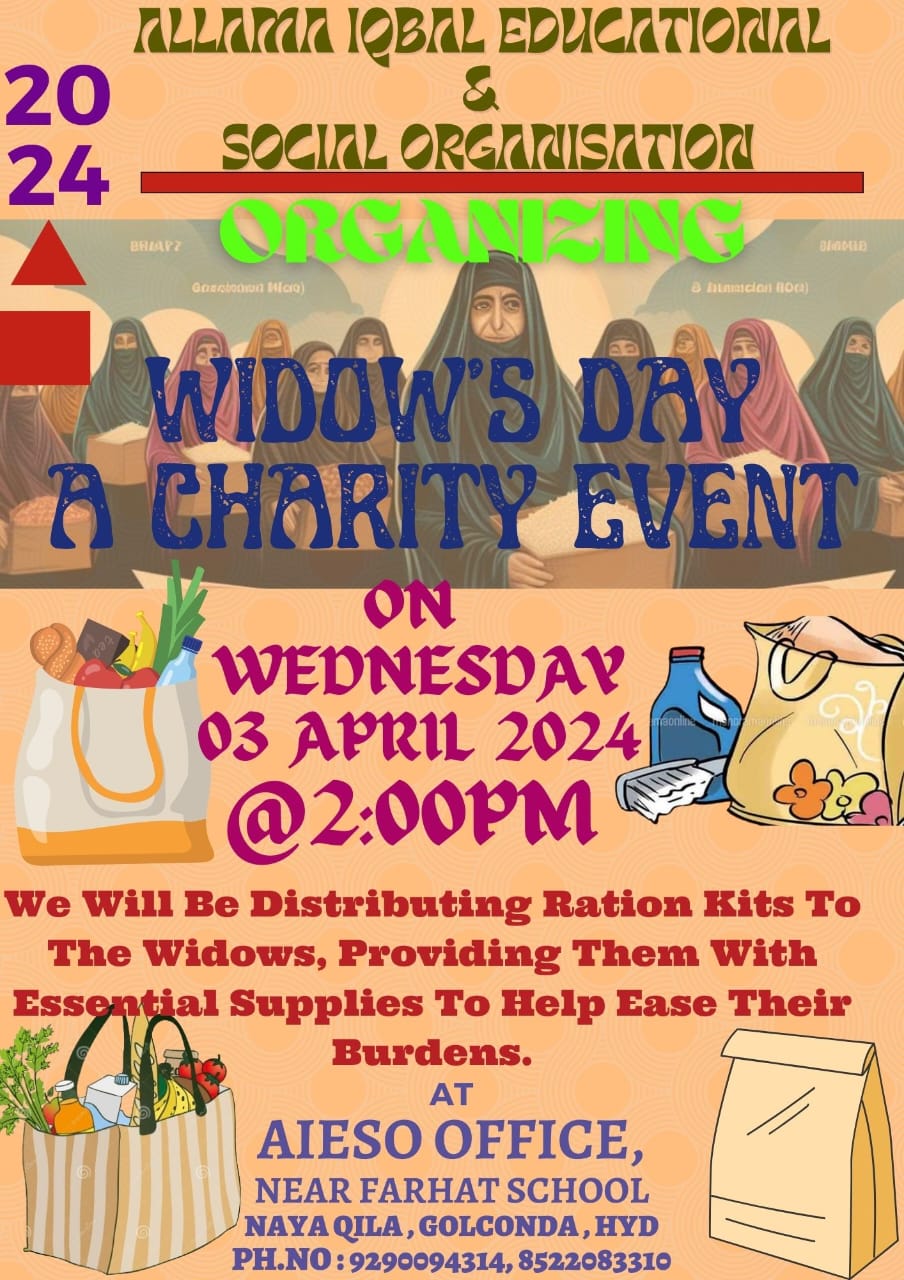 ALLAMA IQBAL EDUCATIONAL
&
SOCIAL ORGANISATION
20
24
ORGANIZING
WIDOW'S DAY
A CHARITY EVENT
ON
WEDNESDAY
03 APRIL 2024
@2:00PM
We Will Be Distributing Ration Kits To
The Widows, Providing Them With
Essential Supplies To Help Ease Their
Burdens.
AT
AIESO OFFICE,
NEAR FARHAT SCHOOL
NAYA QILA , GOLCONDA , HYD
PH.NO : 9290094314, 8522083310